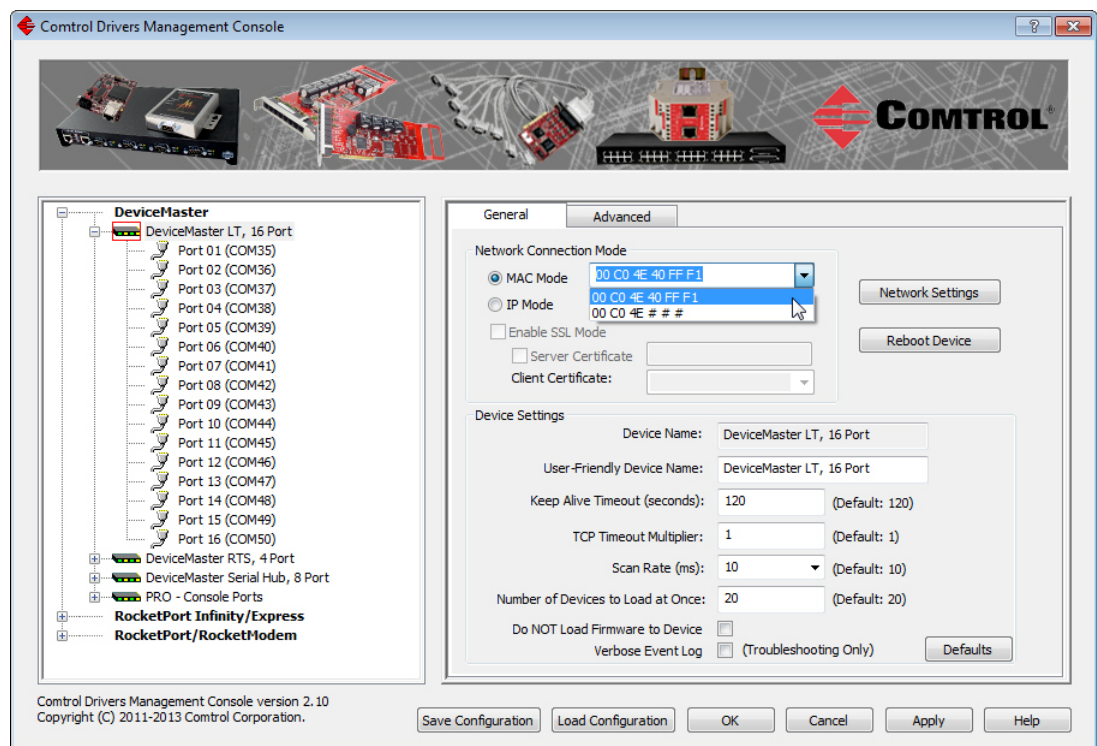 Comtrol Drivers Management Console
COMTROL
DeviceMaster
DeviceMaster LT, 16 Port
Port 01 (COM35)
Port 02 (COM36)
Port 03 (COM37)
Port 04 (COM38)
Port 05 (COM39)
Port 06 (COM40)
Port 07 (COM41)
Port 08 (COM42)
Port 09 (COM43)
Port 10 (COM44)
Port 11 (COM45)
Port 12 (COM46)
Port 13 (COM47)
Port 14 (COM48)
Port 15 (COM49)
Port 16 (COM50)
DeviceMaster RTS, 4 Port
DeviceMaster Serial Hub, 8 Port
PRO - Console Ports
RocketPort Infinity/Express
RocketPort/RocketModem
General Advanced
Network Connection Mode
MAC Mode 00 C0 4E 40 FF F1
00 C0 4E 40 FF F1
IP Mode
00 C0 4E # # #
Enable SSL Mode
Server Certificate
Client Certificate:
Network Settings
Reboot Device
Device Settings
Device Name: DeviceMaster LT, 16 Port
User-Friendly Device Name: DeviceMaster LT, 16 Port
Keep Alive Timeout (seconds): 120 (Default: 120)
TCP Timeout Multiplier: 1 (Default: 1)
Scan Rate (ms): 10 (Default: 10)
Number of Devices to Load at Once: 20 (Default: 20)
Do NOT Load Firmware to Device
Verbose Event Log (Troubleshooting Only) Defaults
Comtrol Drivers Management Console version 2.10
Copyright (C) 2011-2013 Comtrol Corporation.
Save Configuration Load Configuration OK Cancel Apply Help